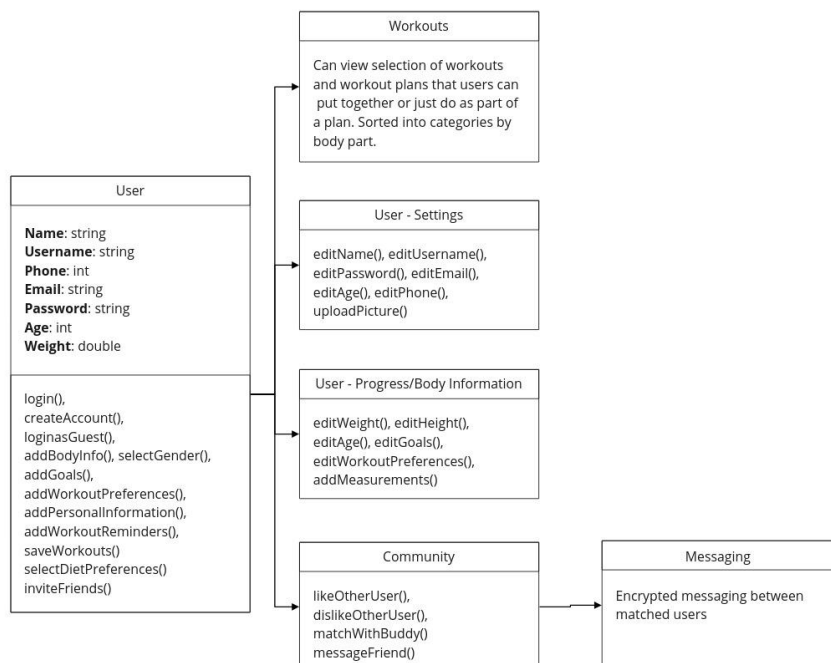 Workouts
Can view selection of workouts
and workout plans that users can
put together or just do as part of
a plan. Sorted into categories by
body part.
User
Name: string
Username: string
Phone: int
Email: string
Password: string
Age: int
Weight: double
login(),
createAccount(),
loginasGuest(),
addBodyInfo(), selectGender(),
addGoals(),
addWorkoutPreferences(),
addPersonalInformation(),
addWorkoutReminders(),
saveWorkouts()
selectDietPreferences()
inviteFriends()
User - Settings
editName(), editUsername(),
editPassword(), editEmail(),
editAge(), editPhone(),
uploadPicture()
User - Progress/Body Information
editWeight(), editHeight(),
editAge(), editGoals(),
editWorkoutPreferences(),
addMeasurements()
Community
likeOtherUser(),
dislikeOtherUser(),
matchWithBuddy()
messageFriend()
Messaging
Encrypted messaging between
matched users